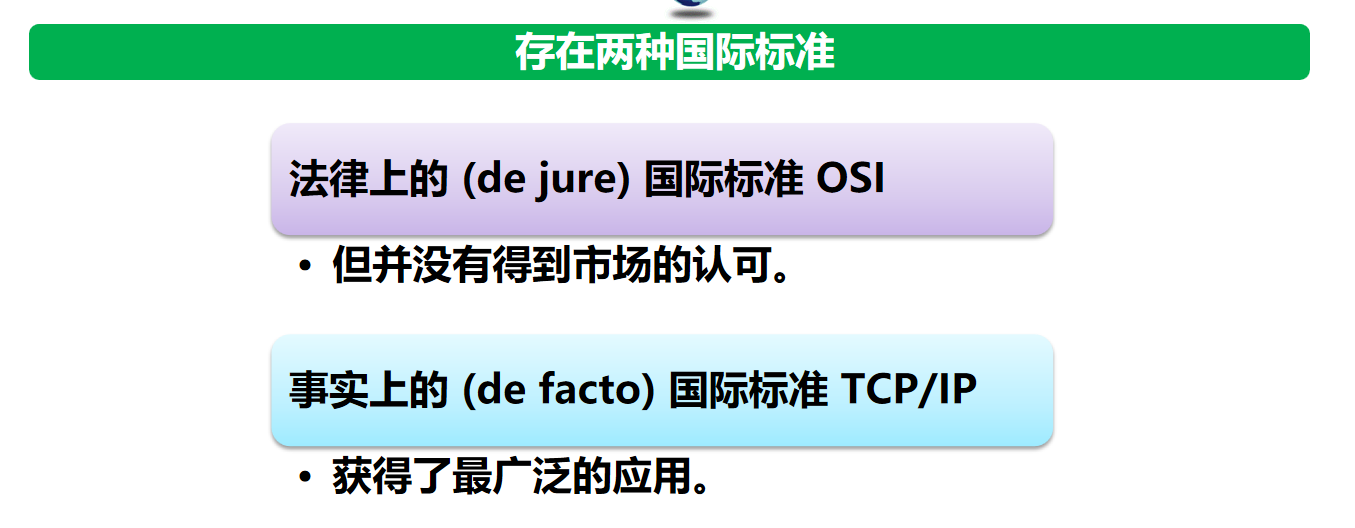 存在两种国际标准
法律上的 (de jure) 国际标准 OSI
• 但并没有得到市场的认可。
事实上的 (de facto) 国际标准 TCP/IP
• 获得了最广泛的应用。